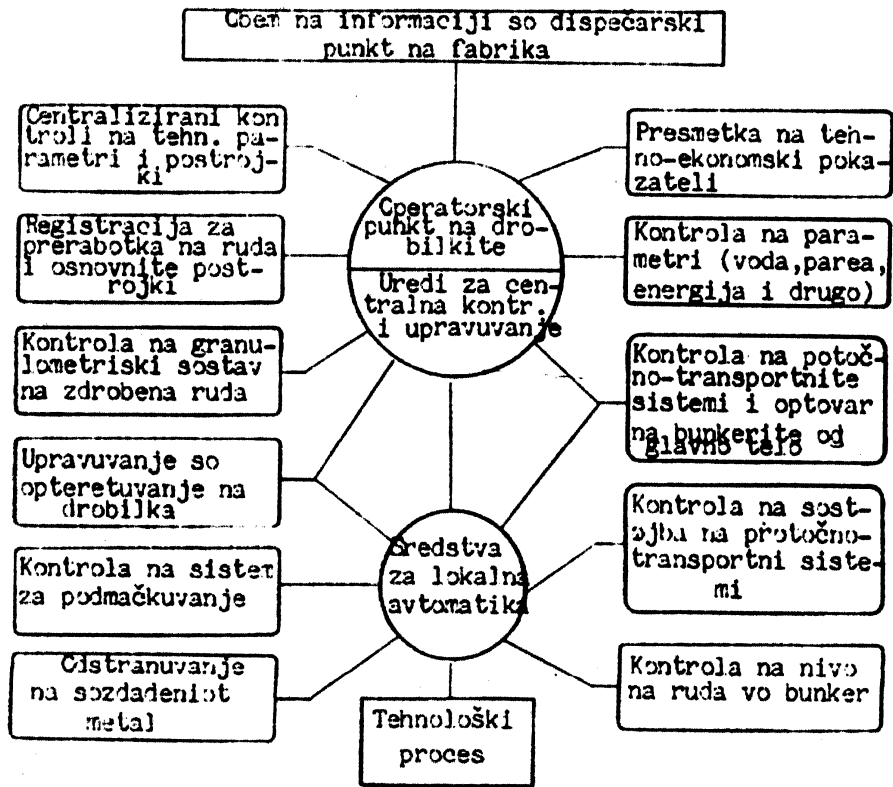 Obem na informaciji so dispečarski
punkt na fabrika
Centralizirani kon
troli na tehn. pa-
rametri i postroj-
ki
Presmetka na teh-
no-ekonomski poka-
zateli
Operatorski
punkt na dro-
bilkite
Uredi za cen-
tralna kontr.
i upravuvanje
Registracija za
prerabotka na ruda
i osnovnite post-
rojki
Kontrola na para-
metri (voda,parea,
energija i drugo)
Kontrola na granu-
lometriski sostav
na zdrobena ruda
Kontrola na potoč-
no-transportnite
sistemi i optovar
na bunkerite od
glavno telo
Upravuvanje so
opteretuvanje na
drobilka
Kontrola na sost-
ojba na protočno-
transportni siste-
mi
Sredstva
za lokalna
avtomatika
Kontrola na sistem
za podmačkuvanje
Odstranuvanje
na sozdadeniot
metal
Kontrola na nivo
na ruda vo bunker
Tehnološki
proces